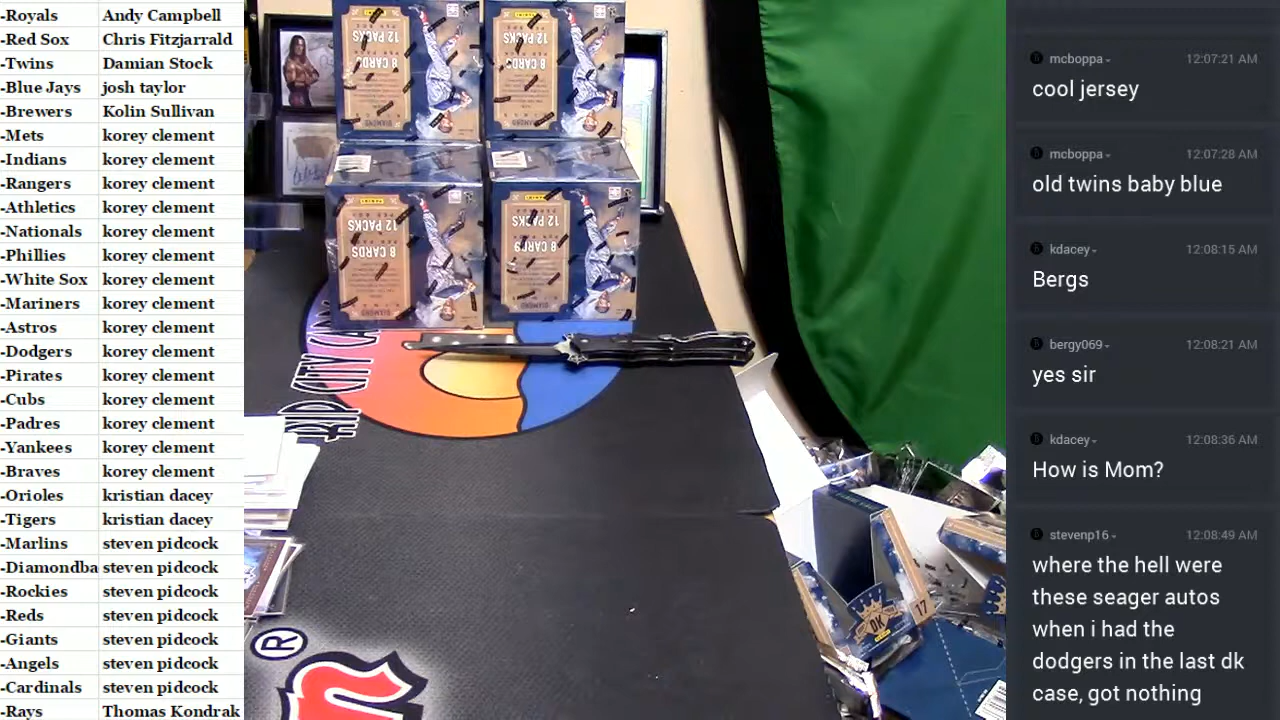 -Royals Andy Campbell
-Red Sox Chris Fitzjarrald
-Twins Damian Stock
-Blue Jays josh taylor
-Brewers Kolin Sullivan
-Mets korey clement
-Indians korey clement
-Rangers korey clement
-Athletics korey clement
-Nationals korey clement
-Phillies korey clement
-White Sox korey clement
-Mariners korey clement
-Astros korey clement
-Dodgers korey clement
-Pirates korey clement
-Cubs korey clement
-Padres korey clement
-Yankees korey clement
-Braves korey clement
-Orioles kristian dacey
-Tigers kristian dacey
-Marlins steven pidcock
-Diamondba steven pidcock
-Rockies steven pidcock
-Reds steven pidcock
-Giants steven pidcock
-Angels steven pidcock
-Cardinals steven pidcock
-Rays Thomas Kondrak
12 PACKS
8 CARDS
12 PACKS
8 CARDS
12 PACKS
8 CARDS
12 PACKS
8 CARDS
RIP CITY
®
DK
17
mcboppa 12:07:21 AM
cool jersey
mcboppa 12:07:28 AM
old twins baby blue
kdacey 12:08:15 AM
Bergs
bergy069 12:08:21 AM
yes sir
kdacey 12:08:36 AM
How is Mom?
stevenp16 12:08:49 AM
where the hell were
these seager autos
when i had the
dodgers in the last dk
case, got nothing